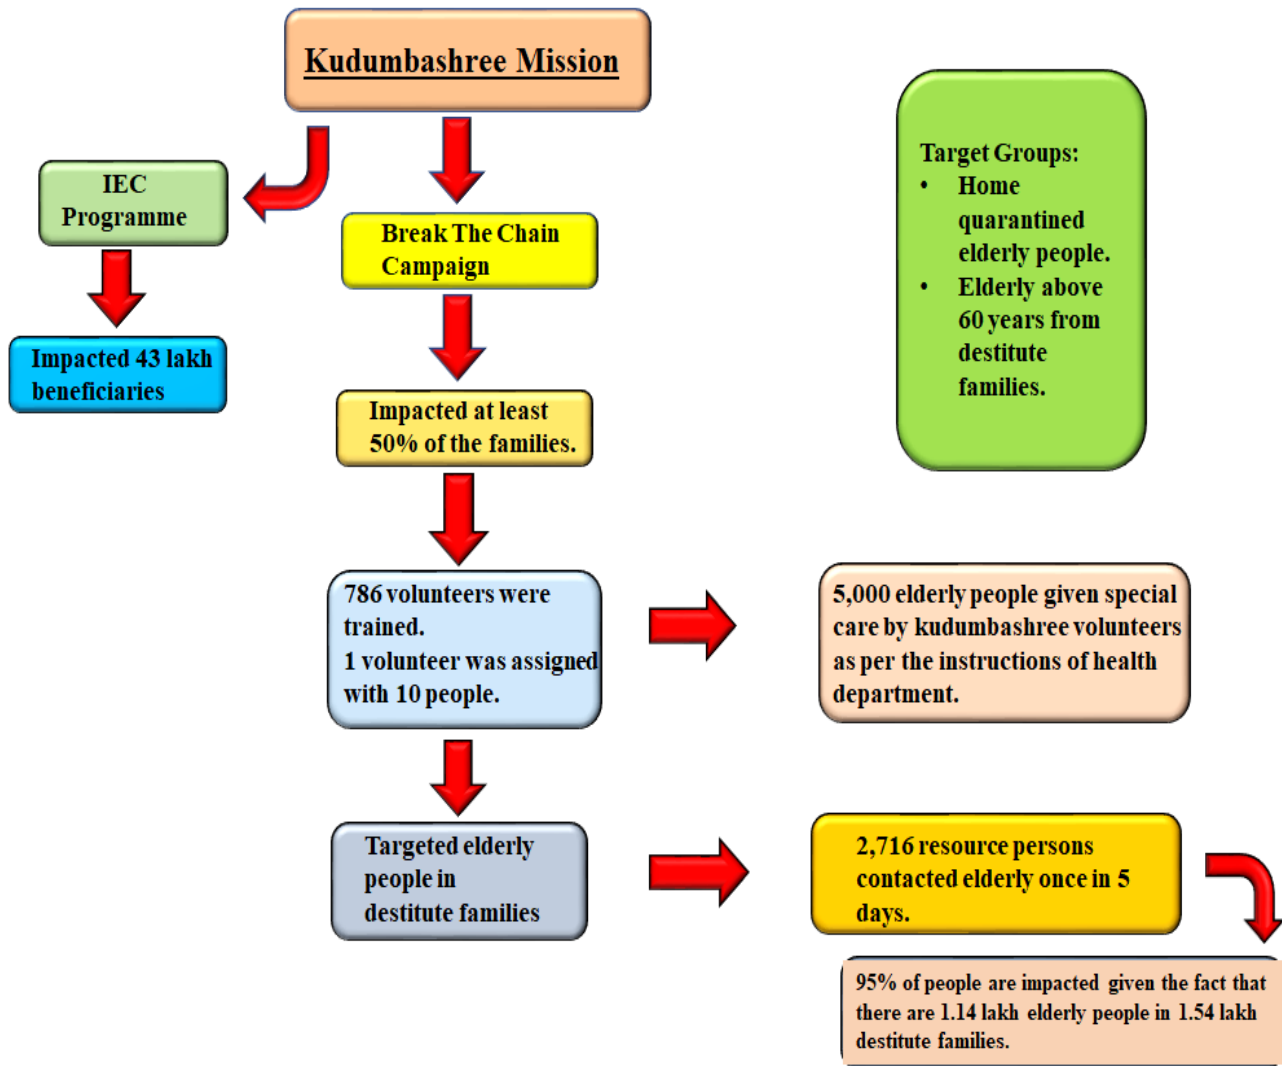 Kudumbashree Mission
IEC
Programme
Impacted 43 lakh
beneficiaries
Break The Chain
Campaign
Impacted at least
50% of the families.
786 volunteers were
trained.
1 volunteer was assigned
with 10 people.
Targeted elderly
people in
destitute families
Target Groups:
• Home
quarantined
elderly people.
• Elderly above
60 years from
destitute
families.
5,000 elderly people given special
care by kudumbashree volunteers
as per the instructions of health
department.
2,716 resource persons
contacted elderly once in 5
days.
95% of people are impacted given the fact that
there are 1.14 lakh elderly people in 1.54 lakh
destitute families.